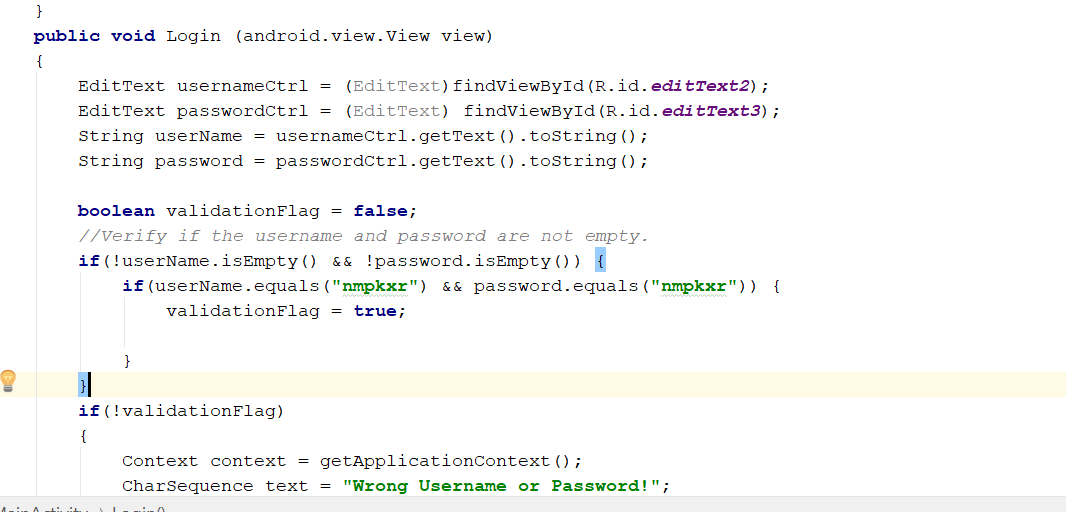 }
public void Login (android.view.View view)
{
EditText usernameCtrl = (EditText)findViewById(R.id.editText2);
EditText passwordCtrl = (EditText) findViewById(R.id.editText3);
String userName = usernameCtrl.getText().toString();
String password = passwordCtrl.getText().toString();
boolean validationFlag = false;
//Verify if the username and password are not empty.
if(!userName.isEmpty() && !password.isEmpty()) {
if(userName.equals("nmpkxr") && password.equals("nmpkxr")) {
validationFlag = true;
}
}
if(!validationFlag)
{
Context context = getApplicationContext();
CharSequence text = "Wrong Username or Password!";